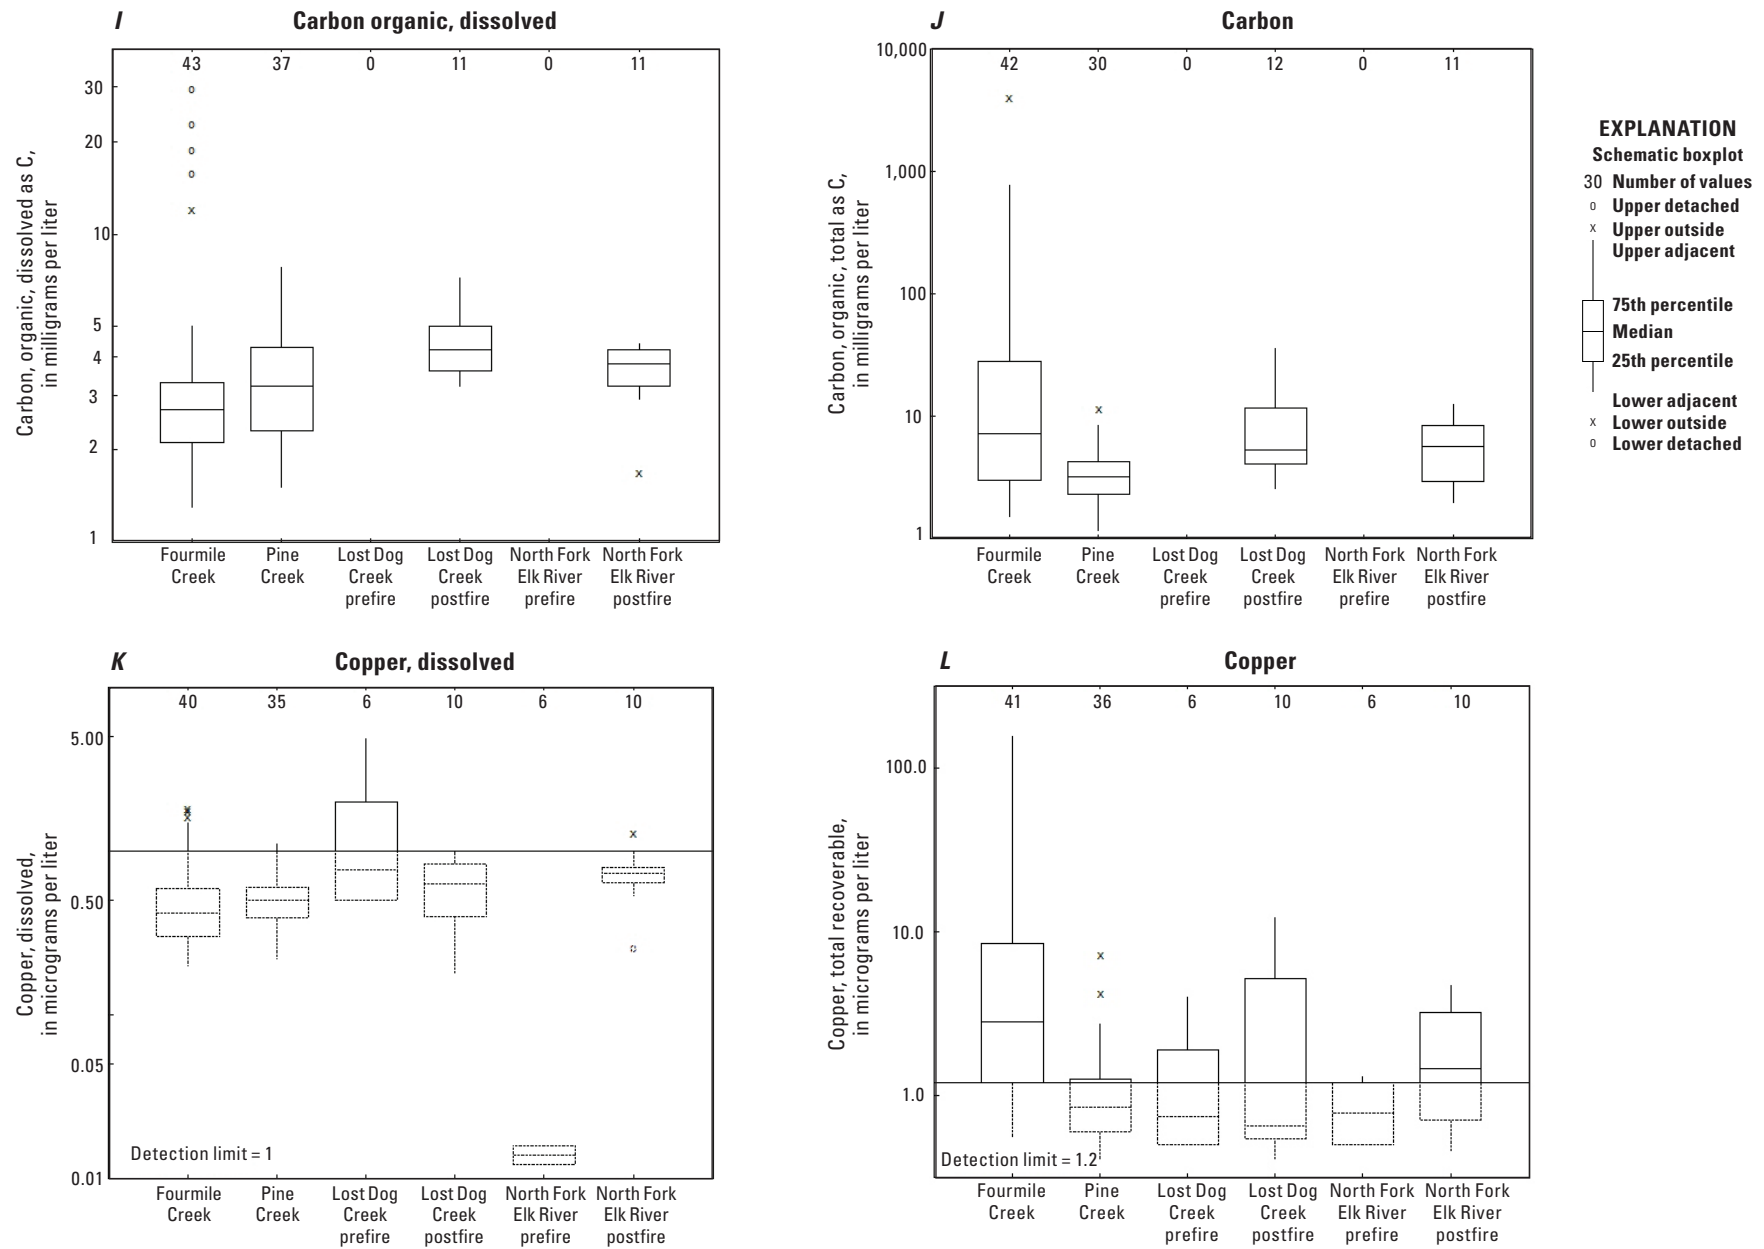 I Carbon organic, dissolved
43 37 0 11 0 11
30
20
10
5
4
3
2
1
Carbon, organic, dissolved as C,
in milligrams per liter
Fourmile Creek
Pine Creek
Lost Dog Creek prefire
Lost Dog Creek postfire
North Fork Elk River prefire
North Fork Elk River postfire
J Carbon
42 30 0 12 0 11
10,000
1,000
100
10
1
Carbon, organic, total as C,
in milligrams per liter
Fourmile Creek
Pine Creek
Lost Dog Creek prefire
Lost Dog Creek postfire
North Fork Elk River prefire
North Fork Elk River postfire
EXPLANATION
Schematic boxplot
30 Number of values
o Upper detached
x Upper outside
Upper adjacent
75th percentile
Median
25th percentile
Lower adjacent
x Lower outside
o Lower detached
K Copper, dissolved
40 35 6 10 6 10
5.00
0.50
0.05
0.01
Copper, dissolved,
in micrograms per liter
Detection limit = 1
Fourmile Creek
Pine Creek
Lost Dog Creek prefire
Lost Dog Creek postfire
North Fork Elk River prefire
North Fork Elk River postfire
L Copper
41 36 6 10 6 10
100.0
10.0
1.0
Copper, total recoverable,
in micrograms per liter
Detection limit = 1.2
Fourmile Creek
Pine Creek
Lost Dog Creek prefire
Lost Dog Creek postfire
North Fork Elk River prefire
North Fork Elk River postfire